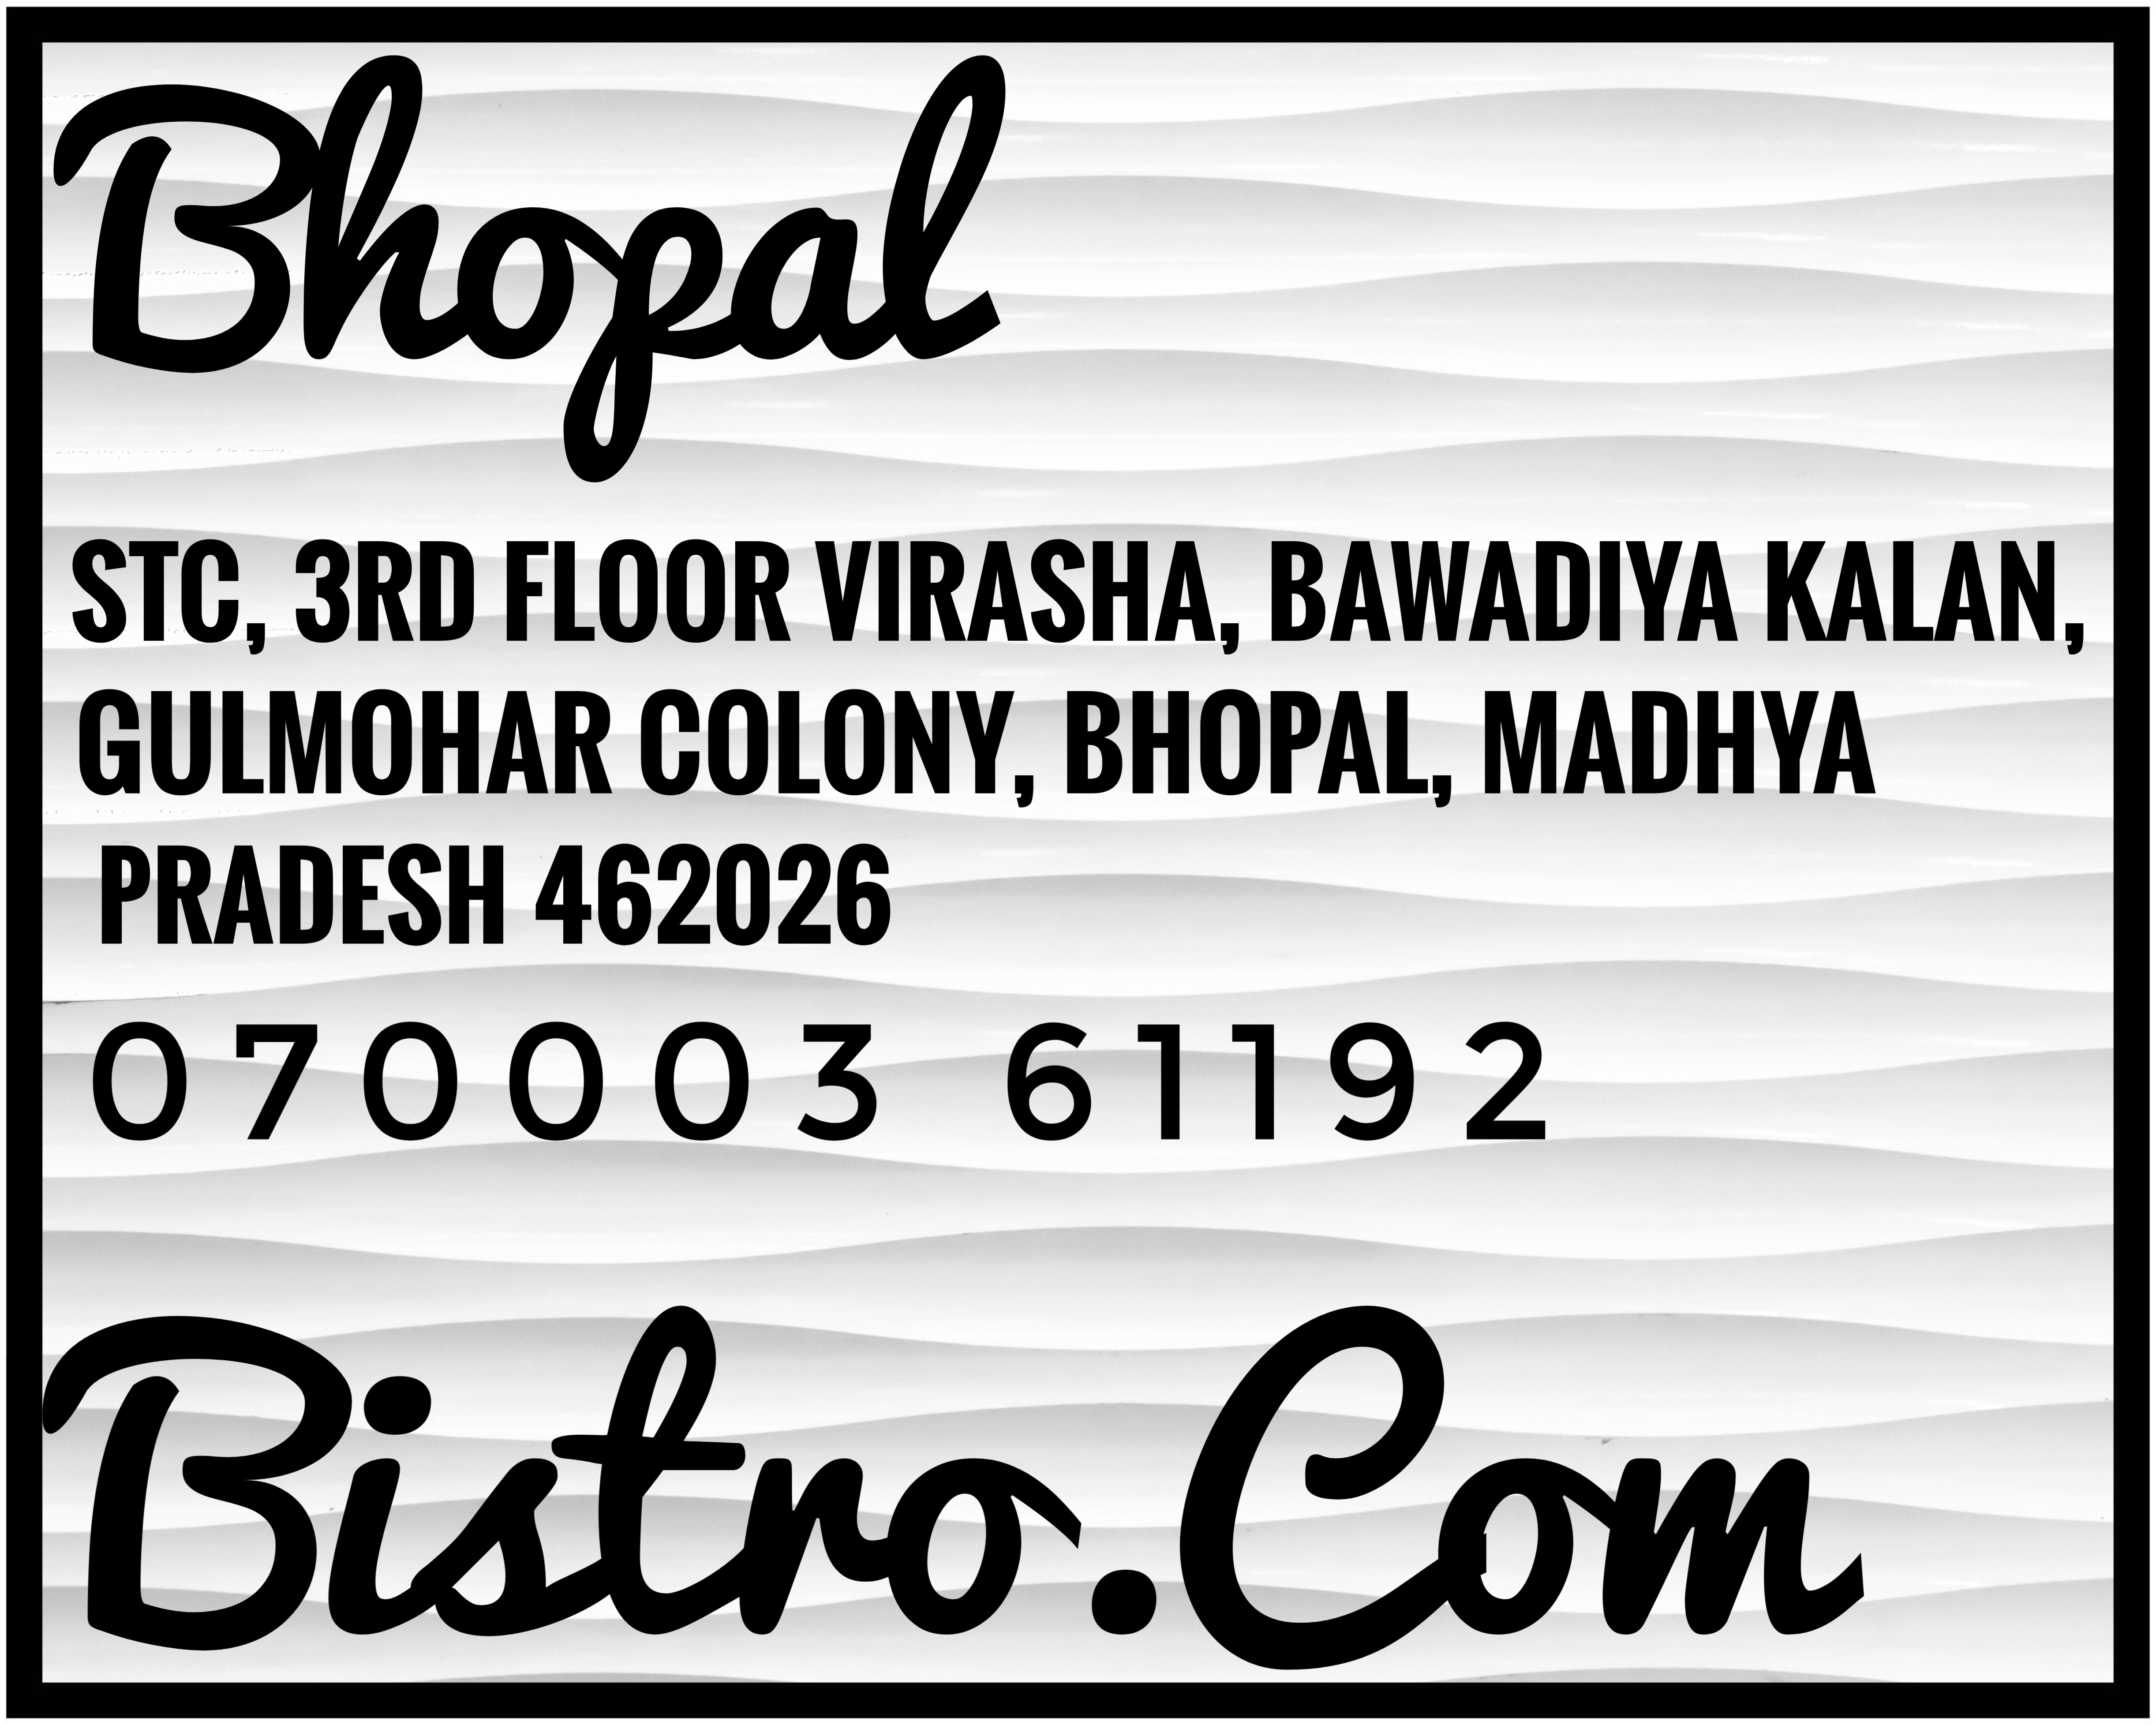 Bhopal
STC, 3RD FLOOR VIRASHA, BAWADIYA KALAN,
GULMOHAR COLONY, BHOPAL, MADHYA
PRADESH 462026
070003 61192
Bistro.Com